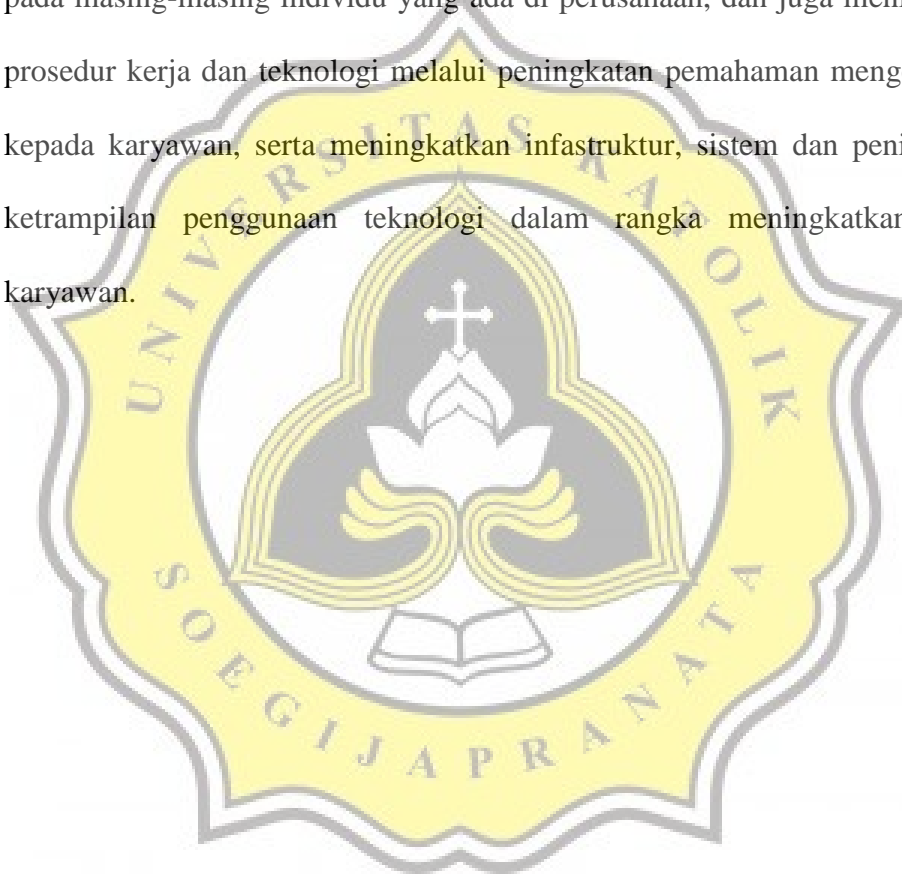 pada masing-masing individu yang ada di perusahaan, dan juga mem
prosedur kerja dan teknologi melalui peningkatan pemahaman meng
kepada karyawan, serta meningkatkan infastruktur, sistem dan peni
ketrampilan penggunaan teknologi dalam rangka meningkatkan
karyawan.
UNIVERSITAS KATOLIK
SOEGIJAPRANATA